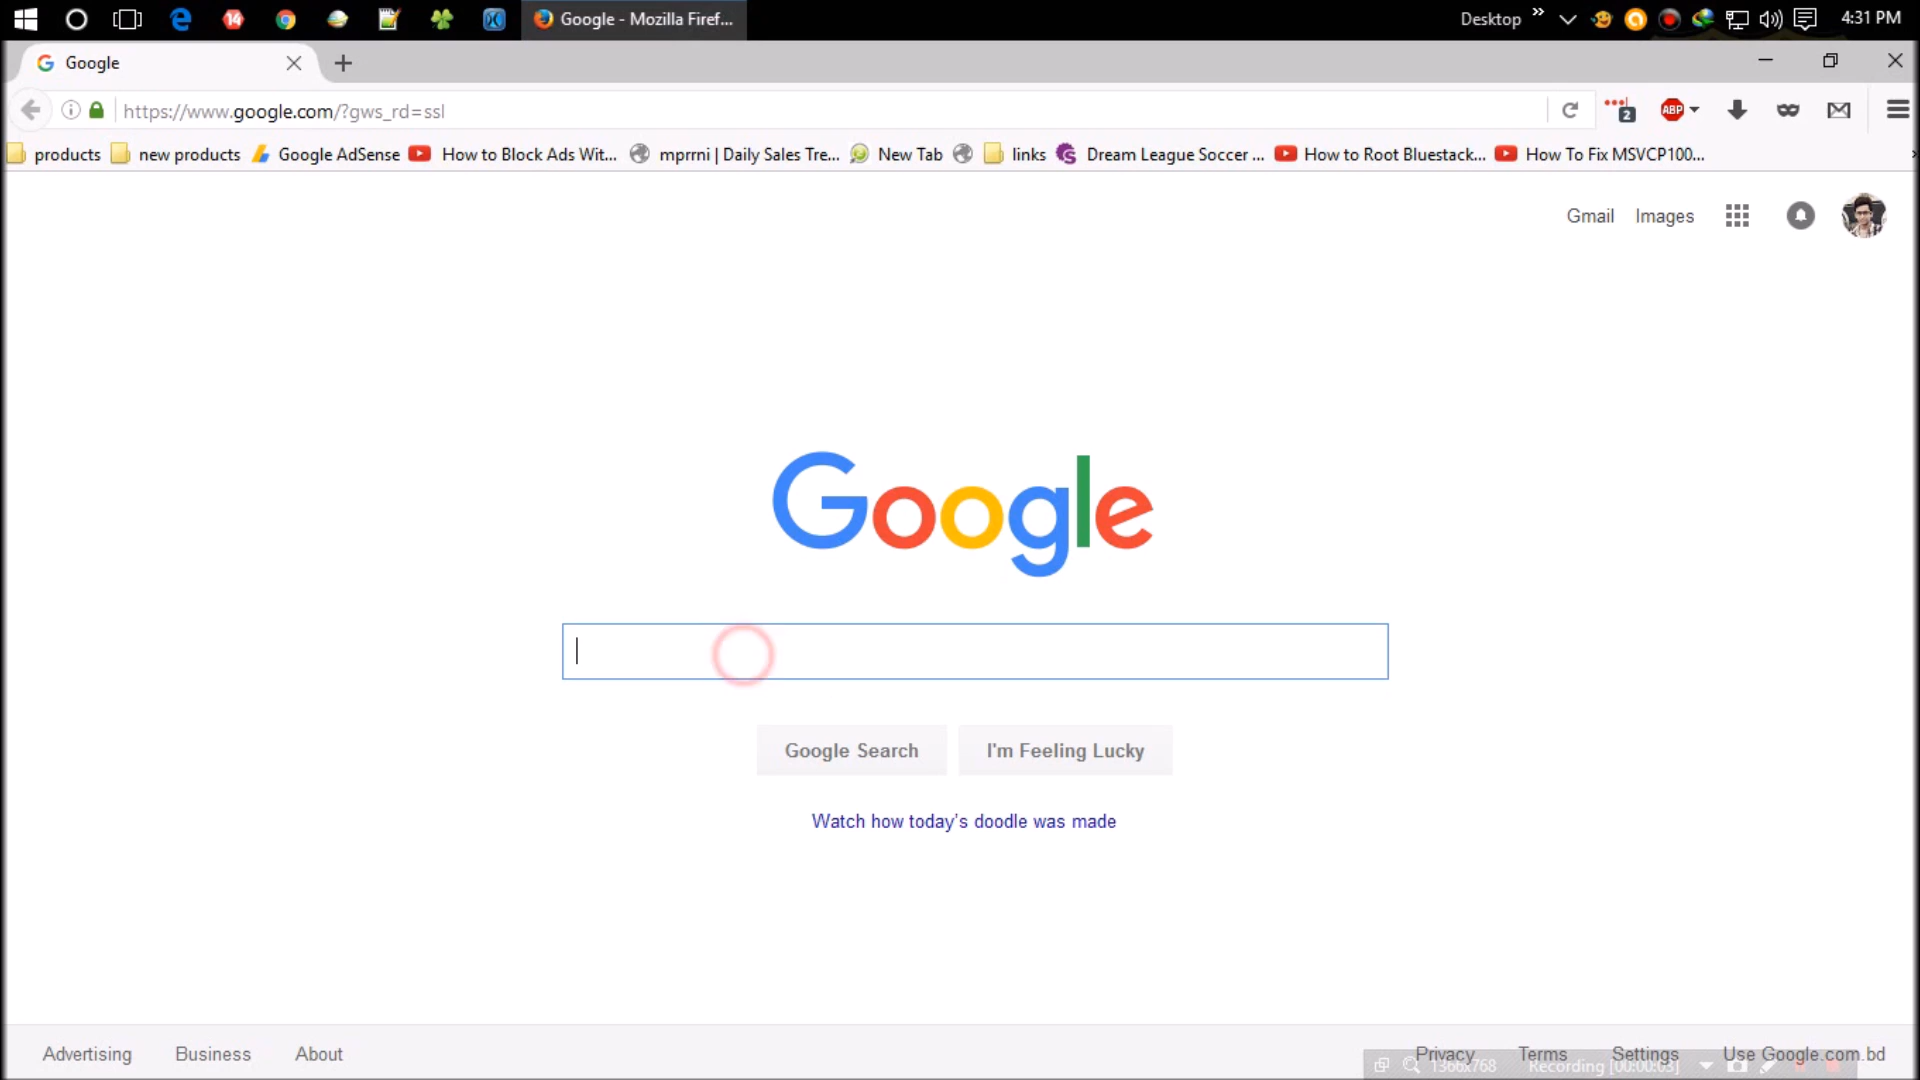 Google - Mozilla Firef...
Desktop
4:31 PM
Google
https://www.google.com/?gws_rd=ssl
2
ABP
products
new products
Google AdSense
How to Block Ads Wit...
mprrni | Daily Sales Tre...
New Tab
links
Dream League Soccer ...
How to Root Bluestack...
How To Fix MSVCP100...
Gmail
Images
Google
Google Search
I'm Feeling Lucky
Watch how today's doodle was made
Advertising
Business
About
Privacy
Terms
Settings
Use Google.com.bd
1366x768
Recording [00:00:03]